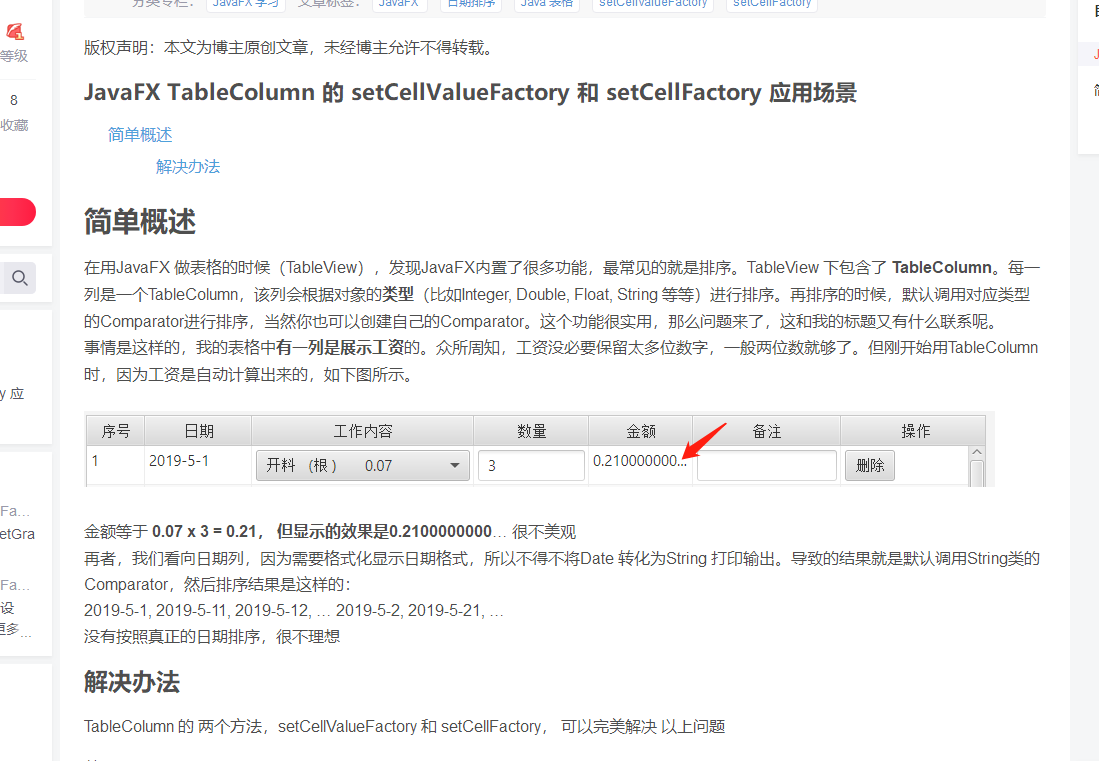 分类专栏： JavaFX 学习 文章标签： JavaFX 日期排序 Java 表格 setCellValueFactory setCellFactory
等级
8
收藏
版权声明：本文为博主原创文章，未经博主允许不得转载。
JavaFX TableColumn 的 setCellValueFactory 和 setCellFactory 应用场景
简单概述
解决办法
简单概述
在用JavaFX 做表格的时候（TableView），发现JavaFX内置了很多功能，最常见的就是排序。TableView 下包含了 TableColumn。每一
列是一个TableColumn，该列会根据对象的类型（比如Integer, Double, Float, String 等等）进行排序。再排序的时候，默认调用对应类型
的Comparator进行排序，当然你也可以创建自己的Comparator。这个功能很实用，那么问题来了，这和我的标题又有什么联系呢。
事情是这样的，我的表格中有一列是展示工资的。众所周知，工资没必要保留太多位数字，一般两位数就够了。但刚开始用TableColumn
时，因为工资是自动计算出来的，如下图所示。
序号 日期 工作内容 数量 金额 备注 操作
1 2019-5-1 开料 （根） 0.07 3 0.210000000... 删除
金额等于 0.07 x 3 = 0.21， 但显示的效果是0.2100000000… 很不美观
再者，我们看向日期列，因为需要格式化显示日期格式，所以不得不将Date 转化为String 打印输出。导致的结果就是默认调用String类的
Comparator，然后排序结果是这样的：
2019-5-1, 2019-5-11, 2019-5-12, … 2019-5-2, 2019-5-21, …
没有按照真正的日期排序，很不理想
解决办法
TableColumn 的 两个方法，setCellValueFactory 和 setCellFactory， 可以完美解决 以上问题
y 应
Fa...
etGra
Fa...
设
更多...